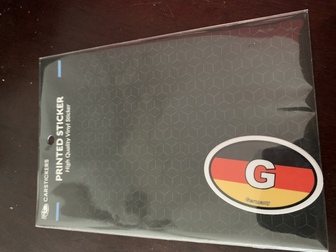 CARSTICKERS
PRINTED STICKER
High Quality Vinyl Sticker
G
Germany